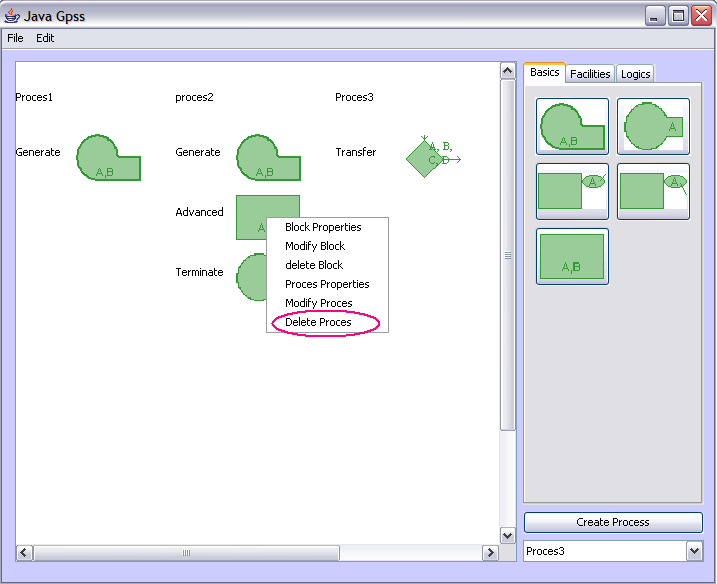 Java Gpss
File Edit
Proces1 proces2 Proces3
Generate A,B Generate A,B Transfer A, B,
C, D
Advanced A
Terminate
Block Properties
Modify Block
delete Block
Proces Properties
Modify Proces
Delete Proces
Basics Facilities Logics
A,B A
A A
A,B
Create Process
Proces3